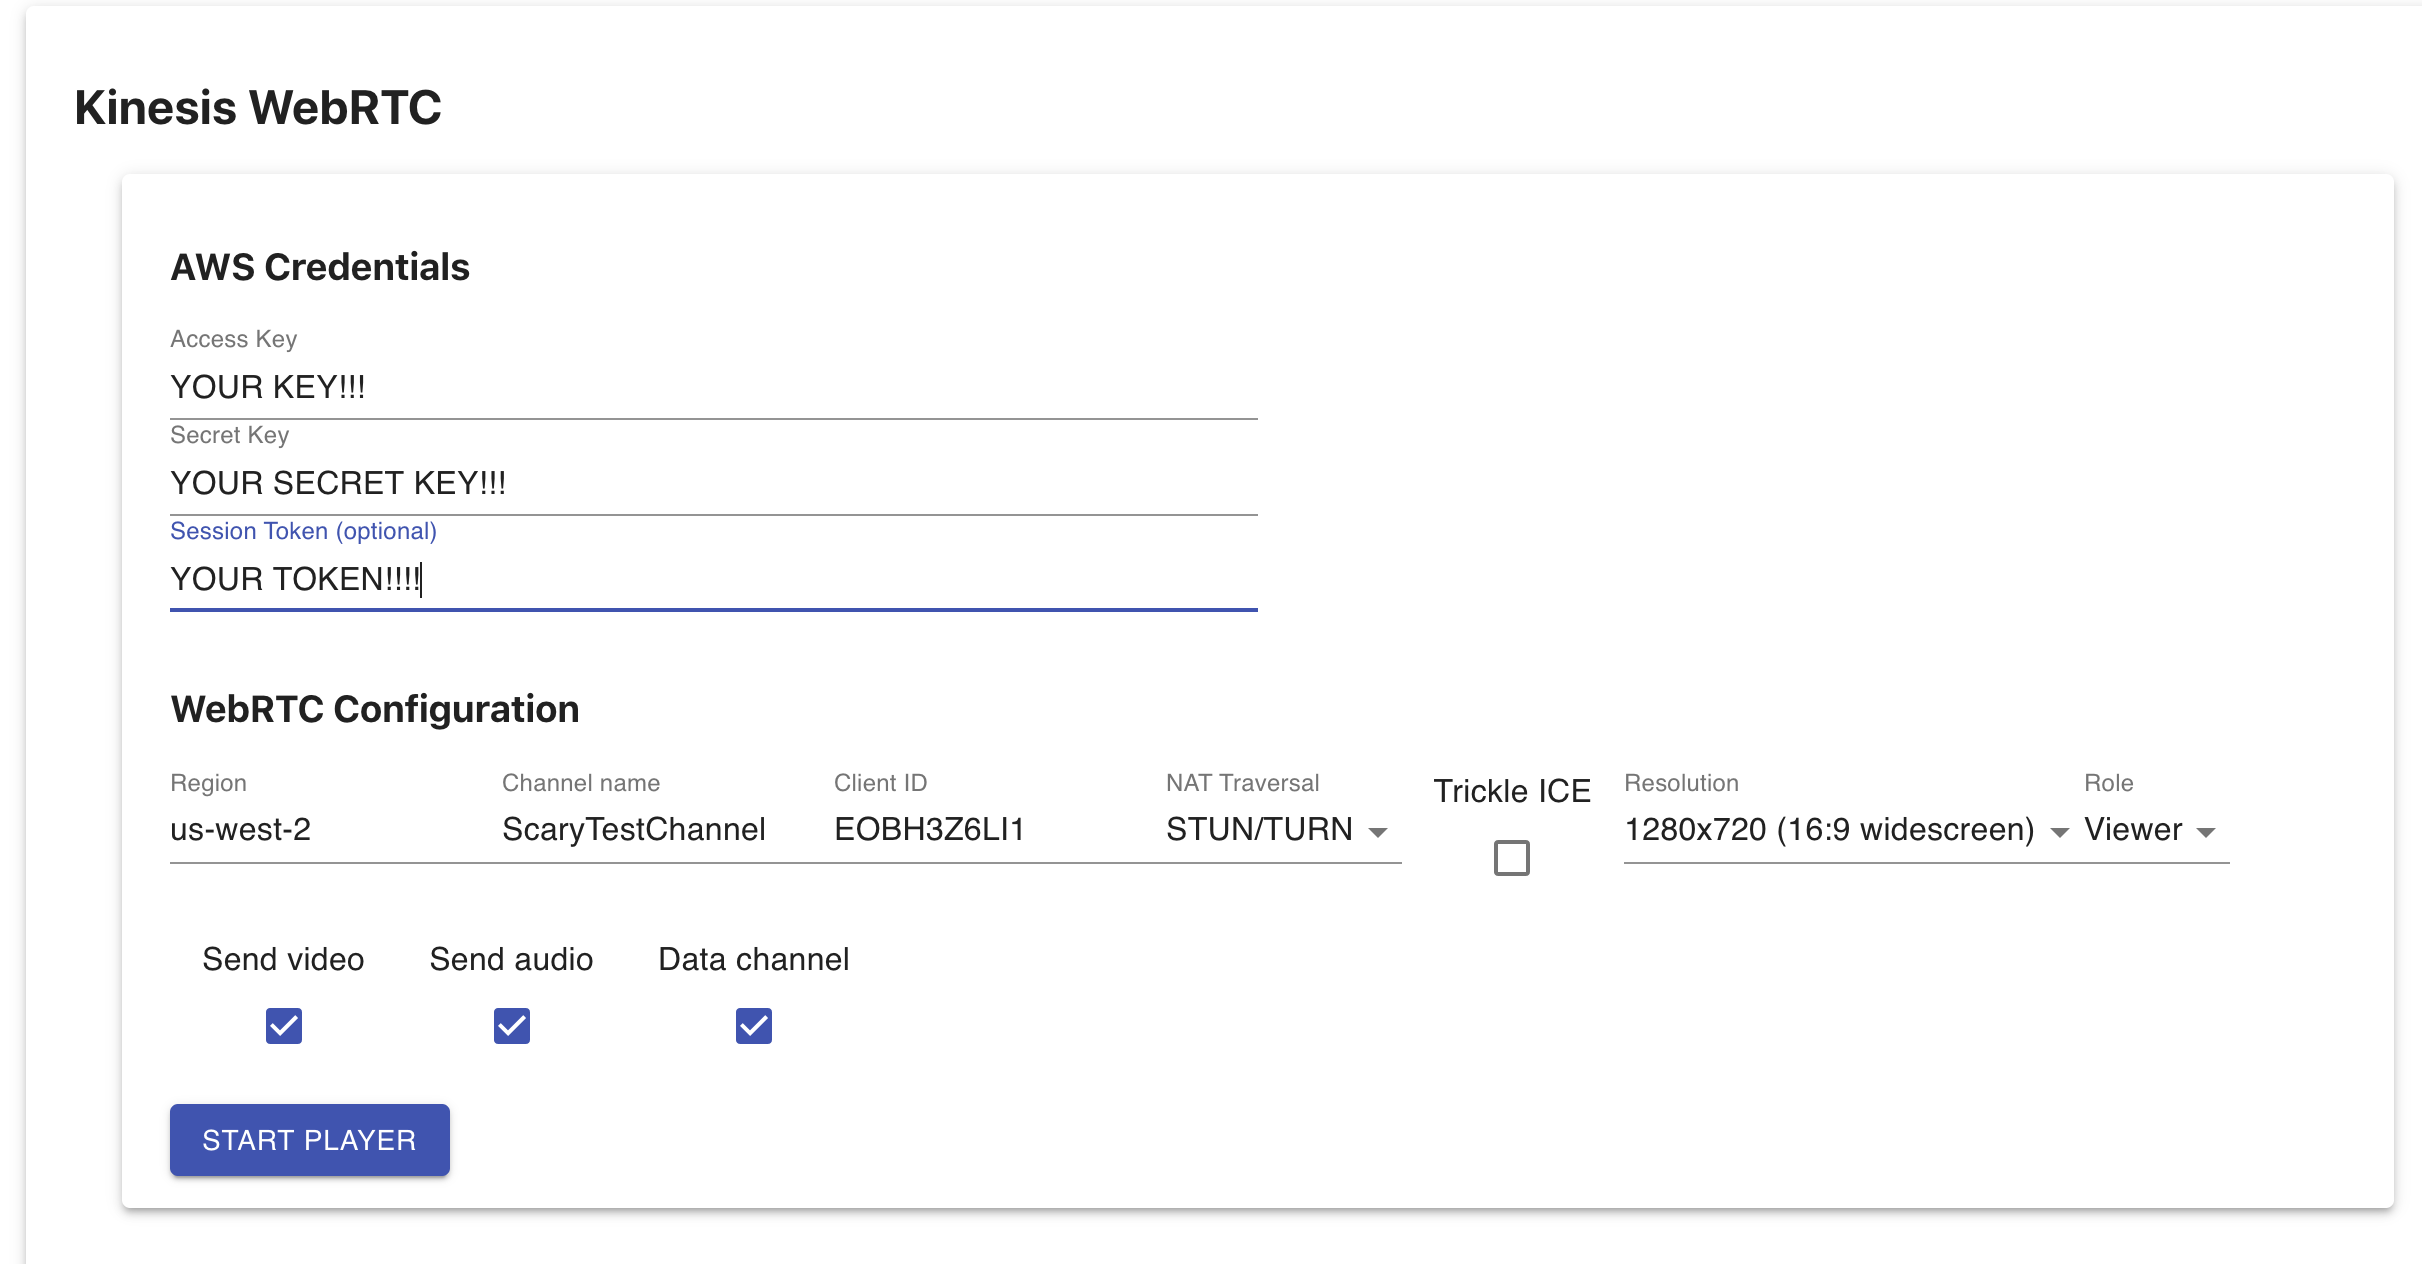 Kinesis WebRTC
AWS Credentials
Access Key
YOUR KEY!!!
Secret Key
YOUR SECRET KEY!!!
Session Token (optional)
YOUR TOKEN!!!!
WebRTC Configuration
Region Channel name Client ID NAT Traversal Trickle ICE Resolution Role
us-west-2 ScaryTestChannel EOBH3Z6LI1 STUN/TURN 1280x720 (16:9 widescreen) Viewer
Send video Send audio Data channel
START PLAYER